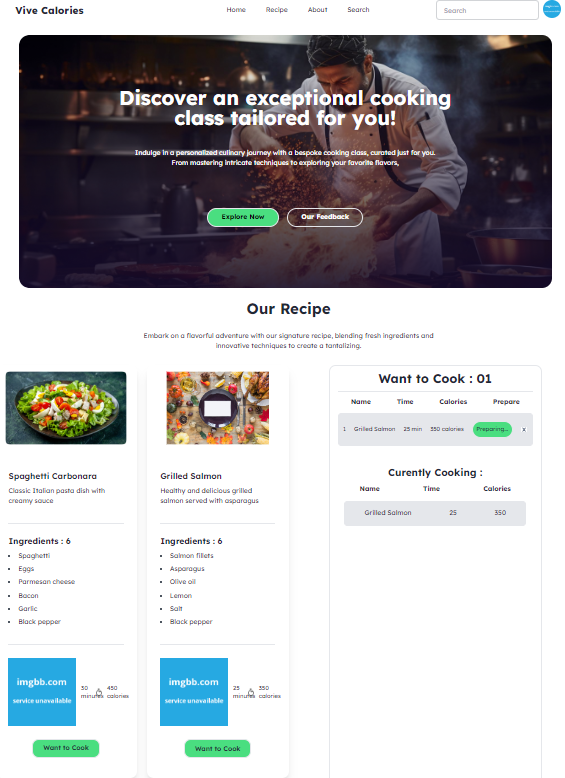 Vive Calories
Home Recipe About Search
Search
Discover an exceptional cooking
class tailored for you!
Indulge in a personalized culinary journey with a bespoke cooking class, curated just for you.
From mastering intricate techniques to exploring your favorite flavors,
Explore Now
Our Feedback
Our Recipe
Embark on a flavorful adventure with our signature recipe, blending fresh ingredients and
innovative techniques to create a tantalizing.
Spaghetti Carbonara
Classic Italian pasta dish with
creamy sauce
Ingredients : 6
Spaghetti
Eggs
Parmesan cheese
Bacon
Garlic
Black pepper
imgbb.com
service unavailable
30
minutes
450
calories
Want to Cook
Grilled Salmon
Healthy and delicious grilled
salmon served with asparagus
Ingredients : 6
Salmon fillets
Asparagus
Olive oil
Lemon
Salt
Black pepper
imgbb.com
service unavailable
25
minutes
350
calories
Want to Cook
Want to Cook : 01
Name Time Calories Prepare
1 Grilled Salmon 25 min 350 calories Preparing... x
Curently Cooking :
Name Time Calories
Grilled Salmon 25 350